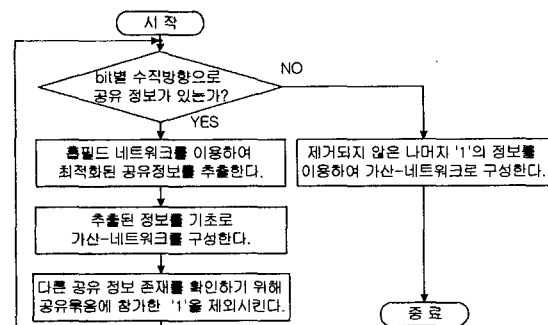 시 작
bit별 수직방향으로
공유 정보가 있는가?
NO
YES
홉필드 네트워크를 이용하여
최적화된 공유정보를 추출한다.
제거되지 않은 나머지 '1'의 정보를
이용하여 가산-네트워크로 구성한다.
추출된 정보를 기초로
가산-네트워크를 구성한다.
다른 공유 정보 존재를 확인하기 위해
공유묶음에 참가한 '1'을 제외시킨다.
종 료